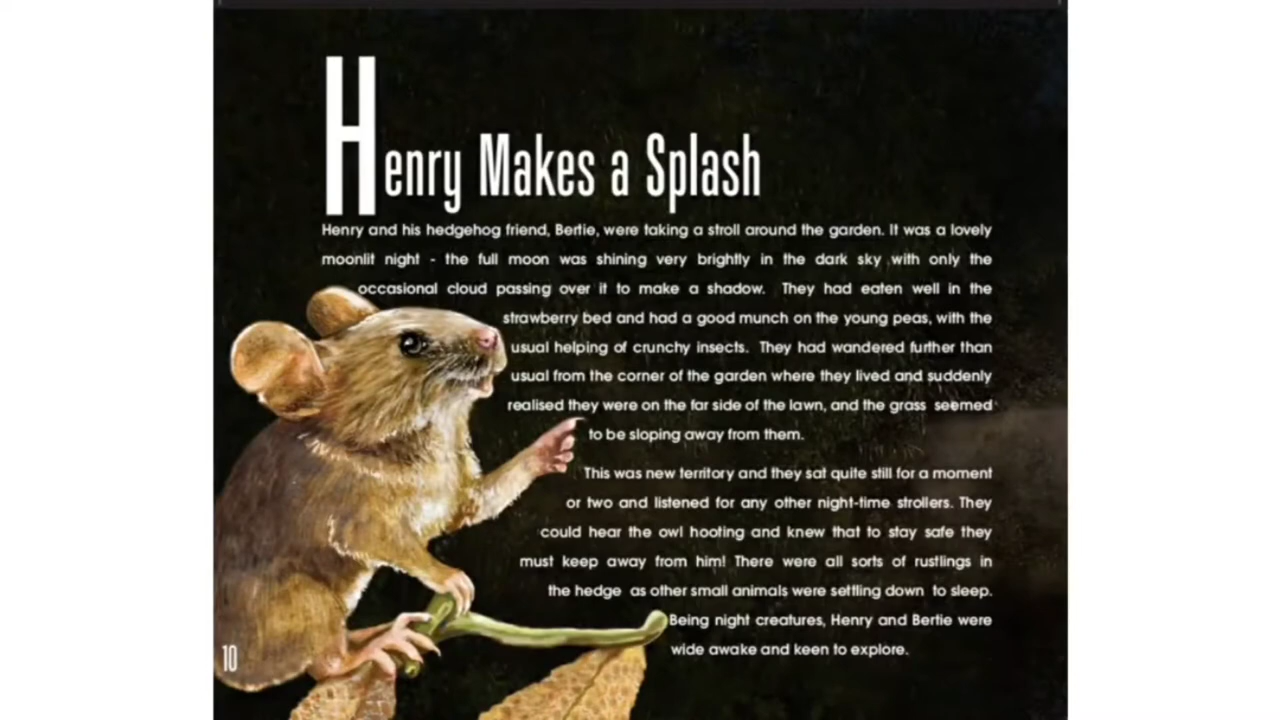 Henry Makes a Splash
Henry and his hedgehog friend, Bertie, were taking a stroll around the garden. It was a lovely
moonlit night - the full moon was shining very brightly in the dark sky with only the
occasional cloud passing over it to make a shadow. They had eaten well in the
strawberry bed and had a good munch on the young peas, with the
usual helping of crunchy insects. They had wandered further than
usual from the corner of the garden where they lived and suddenly
realised they were on the far side of the lawn, and the grass seemed
to be sloping away from them.
This was new territory and they sat quite still for a moment
or two and listened for any other night-time strollers. They
could hear the owl hooting and knew that to stay safe they
must keep away from him! There were all sorts of rustlings in
the hedge as other small animals were settling down to sleep.
Being night creatures, Henry and Bertie were
wide awake and keen to explore.
10